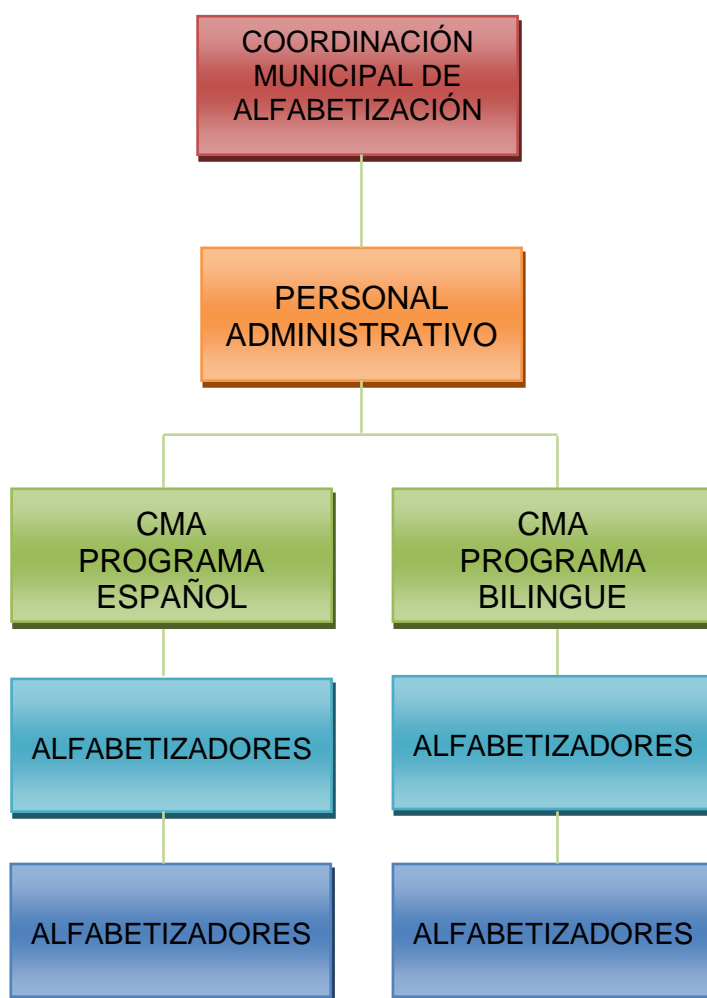 COORDINACIÓN
MUNICIPAL DE
ALFABETIZACIÓN
PERSONAL
ADMINISTRATIVO
CMA
PROGRAMA
ESPAÑOL
CMA
PROGRAMA
BILINGUE
ALFABETIZADORES
ALFABETIZADORES
ALFABETIZADORES
ALFABETIZADORES